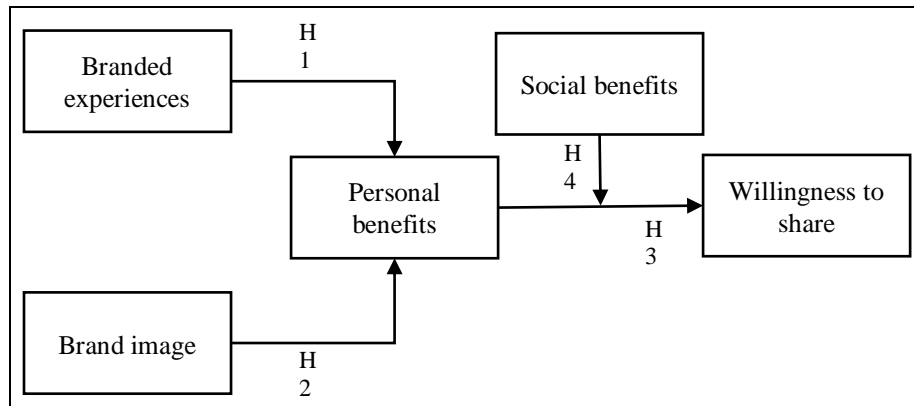 H
1
Branded
experiences
Social benefits
H
4
Personal
benefits
Willingness to
share
H
3
Brand image
H
2